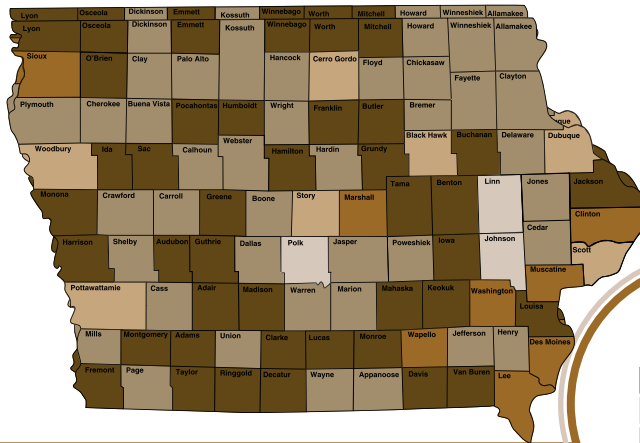 Lyon Osceola Dickinson Emmett Kossuth Winnebago Worth Mitchell Howard Winneshiek Allamakee
Lyon Osceola Dickinson Emmett Kossuth Winnebago Worth Mitchell Howard Winneshiek Allamakee
Sioux O'Brien Clay Palo Alto Hancock Cerro Gordo Floyd Chickasaw
Fayette Clayton
Plymouth Cherokee Buena Vista Pocahontas Humboldt Wright Franklin Butler Bremer
Woodbury Ida Sac Calhoun Webster Hamilton Hardin Grundy Black Hawk Buchanan Delaware Dubuque
Monona Crawford Carroll Greene Boone Story Marshall Tama Benton Linn Jones Jackson
Clinton
Cedar
Harrison Shelby Audubon Guthrie Dallas Polk Jasper Poweshiek Iowa Johnson Scott
Muscatine
Pottawattamie Cass Adair Madison Warren Marion Mahaska Keokuk Washington
Louisa
Mills Montgomery Adams Union Clarke Lucas Monroe Wapello Jefferson Henry Des Moines
Fremont Page Taylor Ringgold Decatur Wayne Appanoose Davis Van Buren Lee